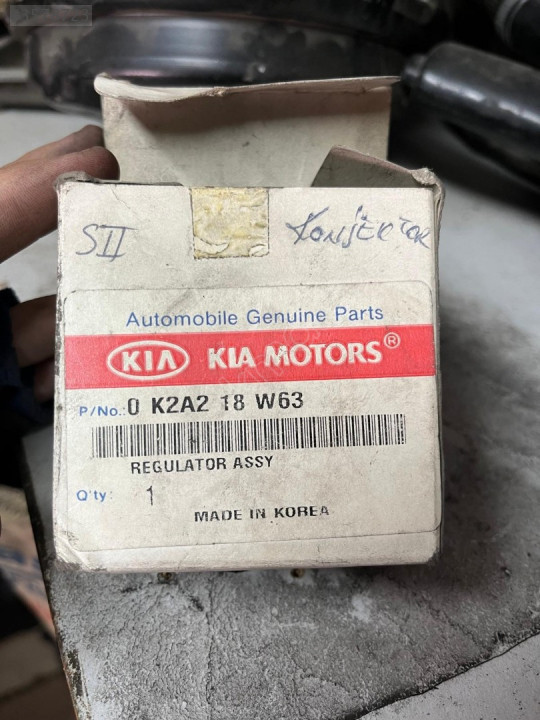 SII
KONJEKTÖR
Automobile Genuine Parts
KIA KIA MOTORS®
P/No.: 0 K2A2 18 W63
REGULATOR ASSY
Q'ty: 1
MADE IN KOREA